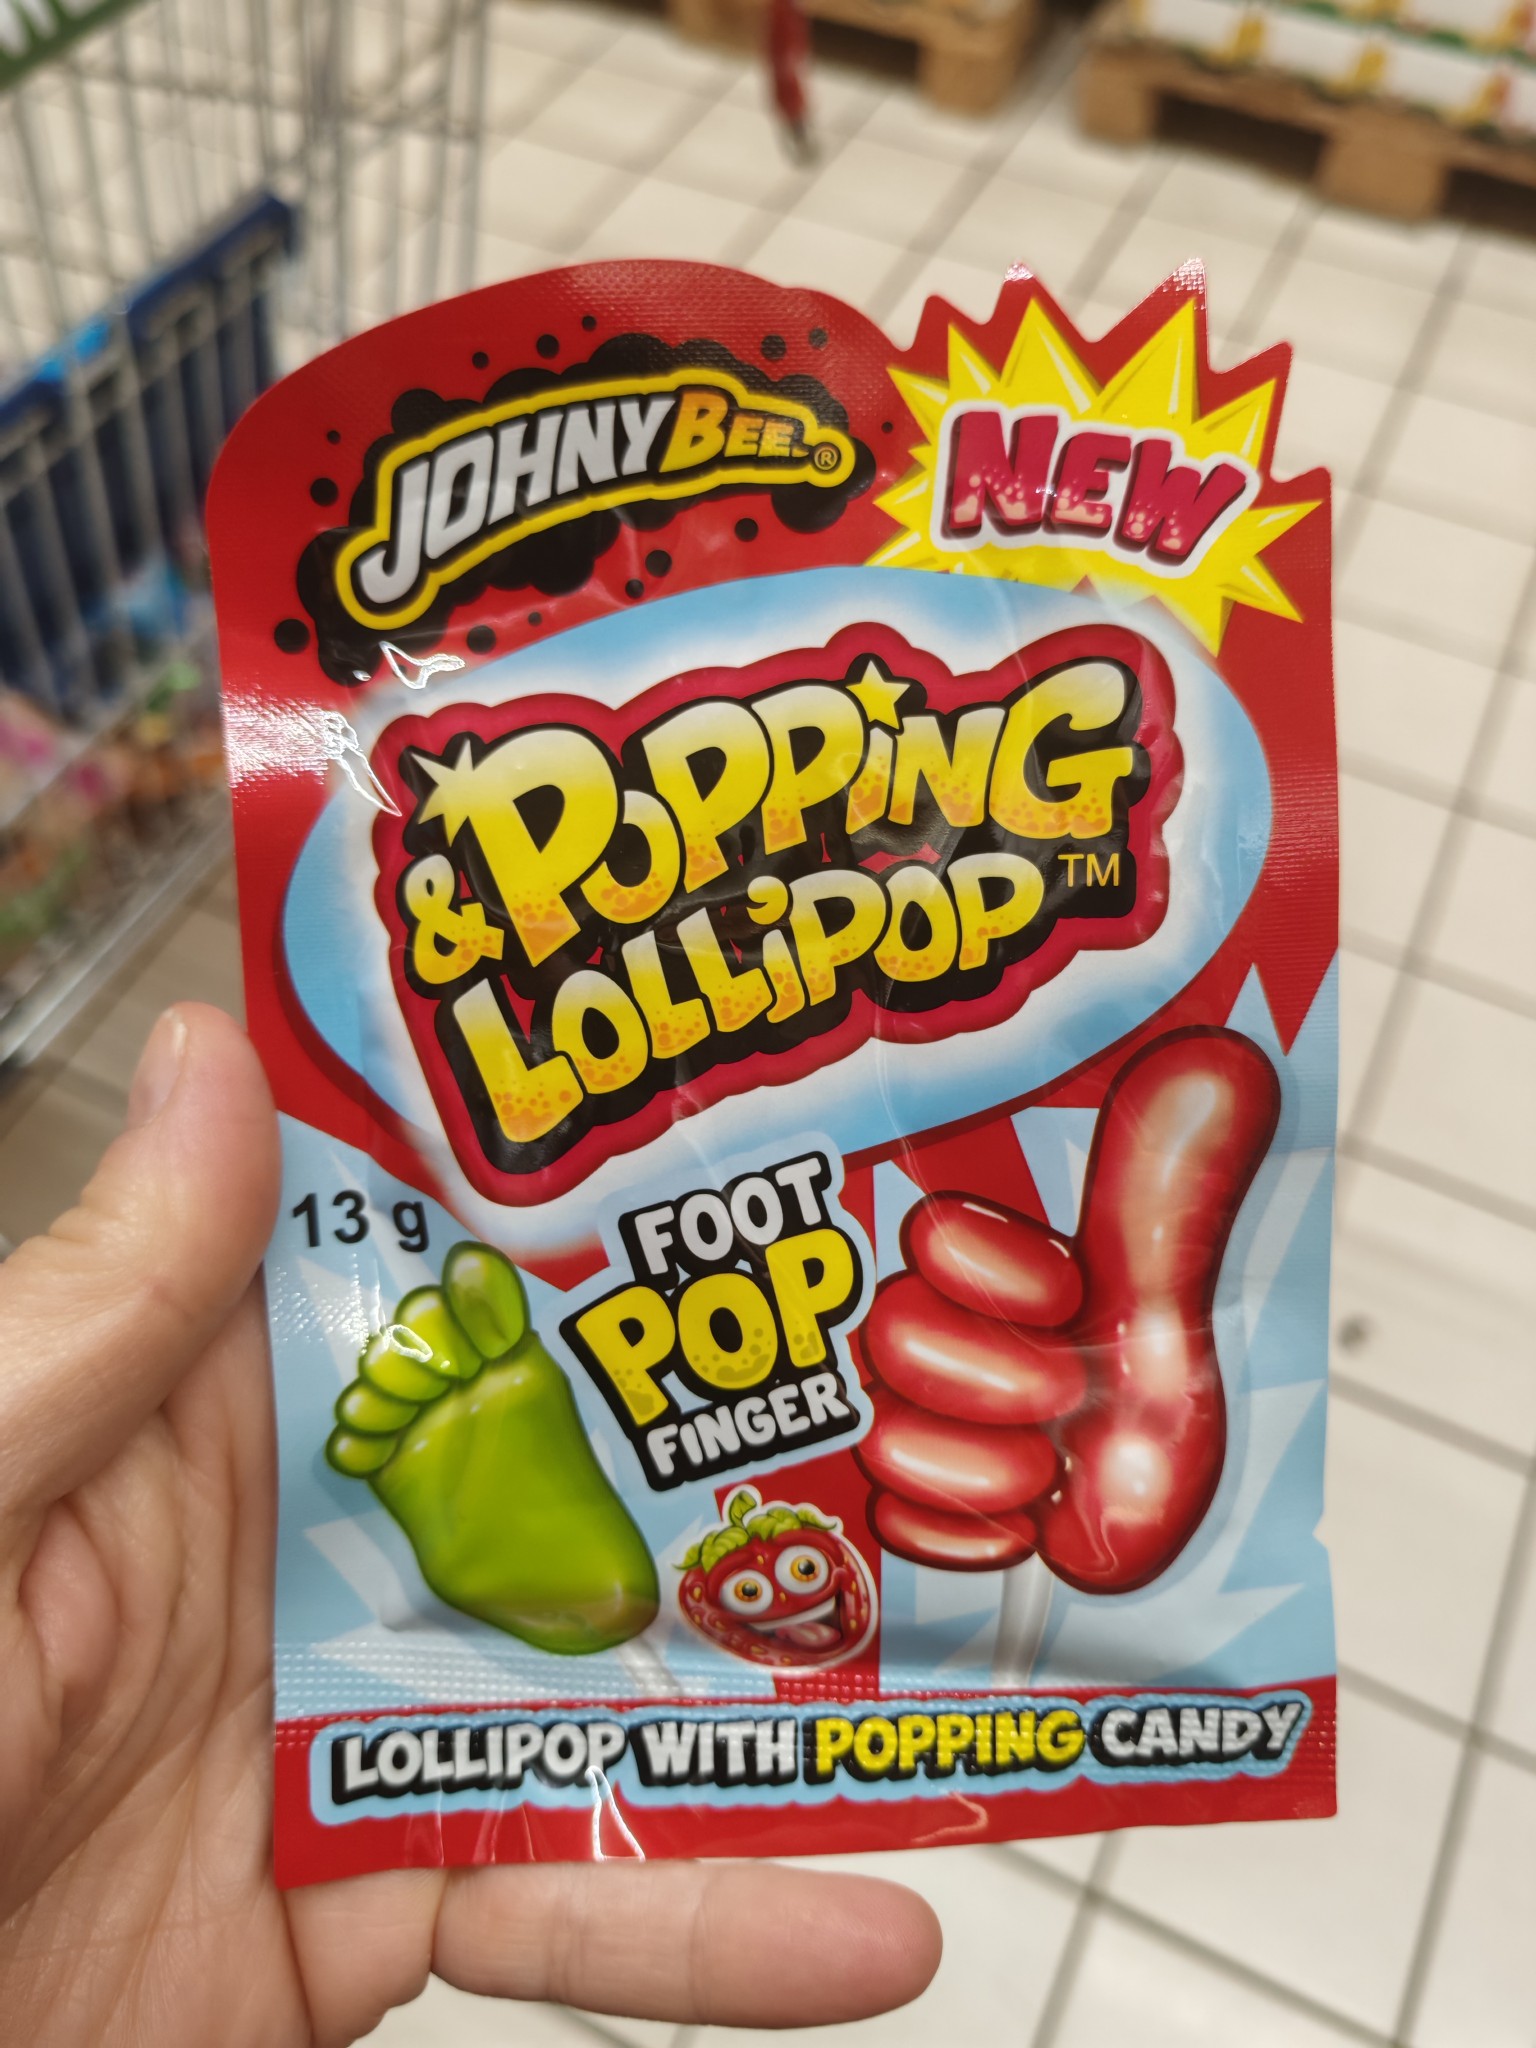 JOHNYBEE®
NEW
& POPPING
LOLLIPOP™
13 g
FOOT
POP
FINGER
LOLLIPOP WITH POPPING CANDY